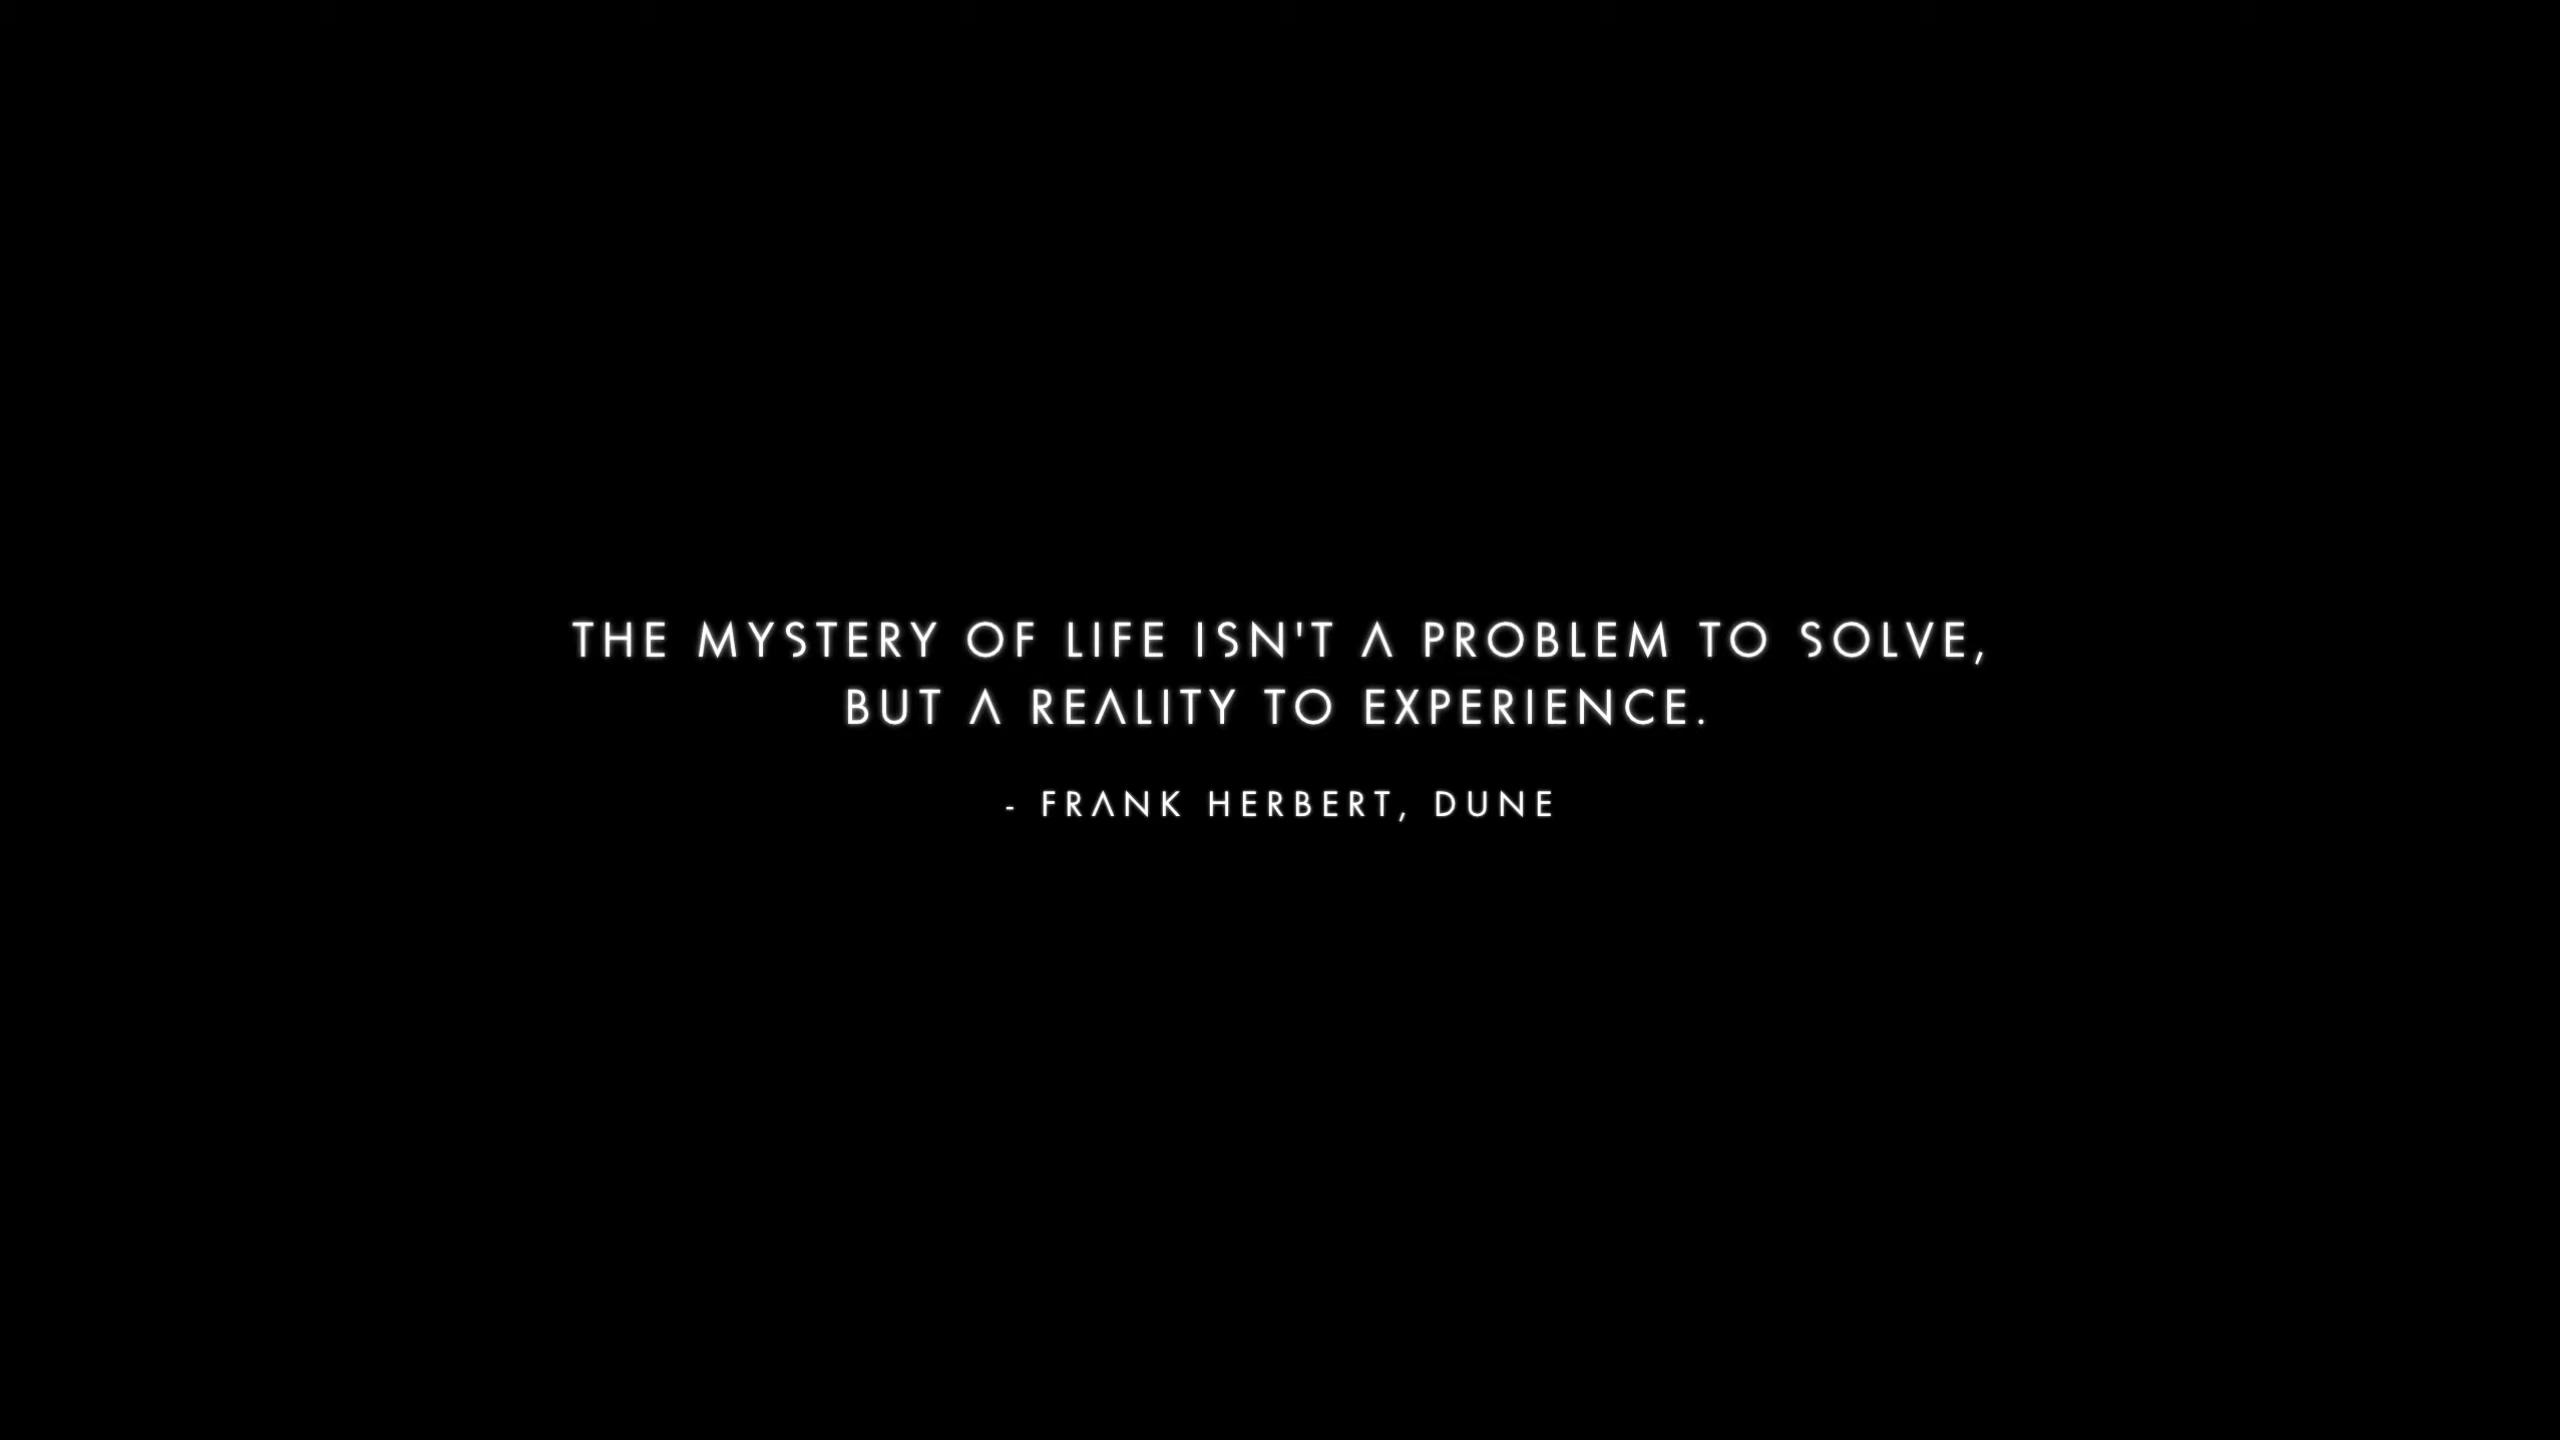 THE MYSTERY OF LIFE ISN'T A PROBLEM TO SOLVE,
BUT A REALITY TO EXPERIENCE.
- FRANK HERBERT, DUNE